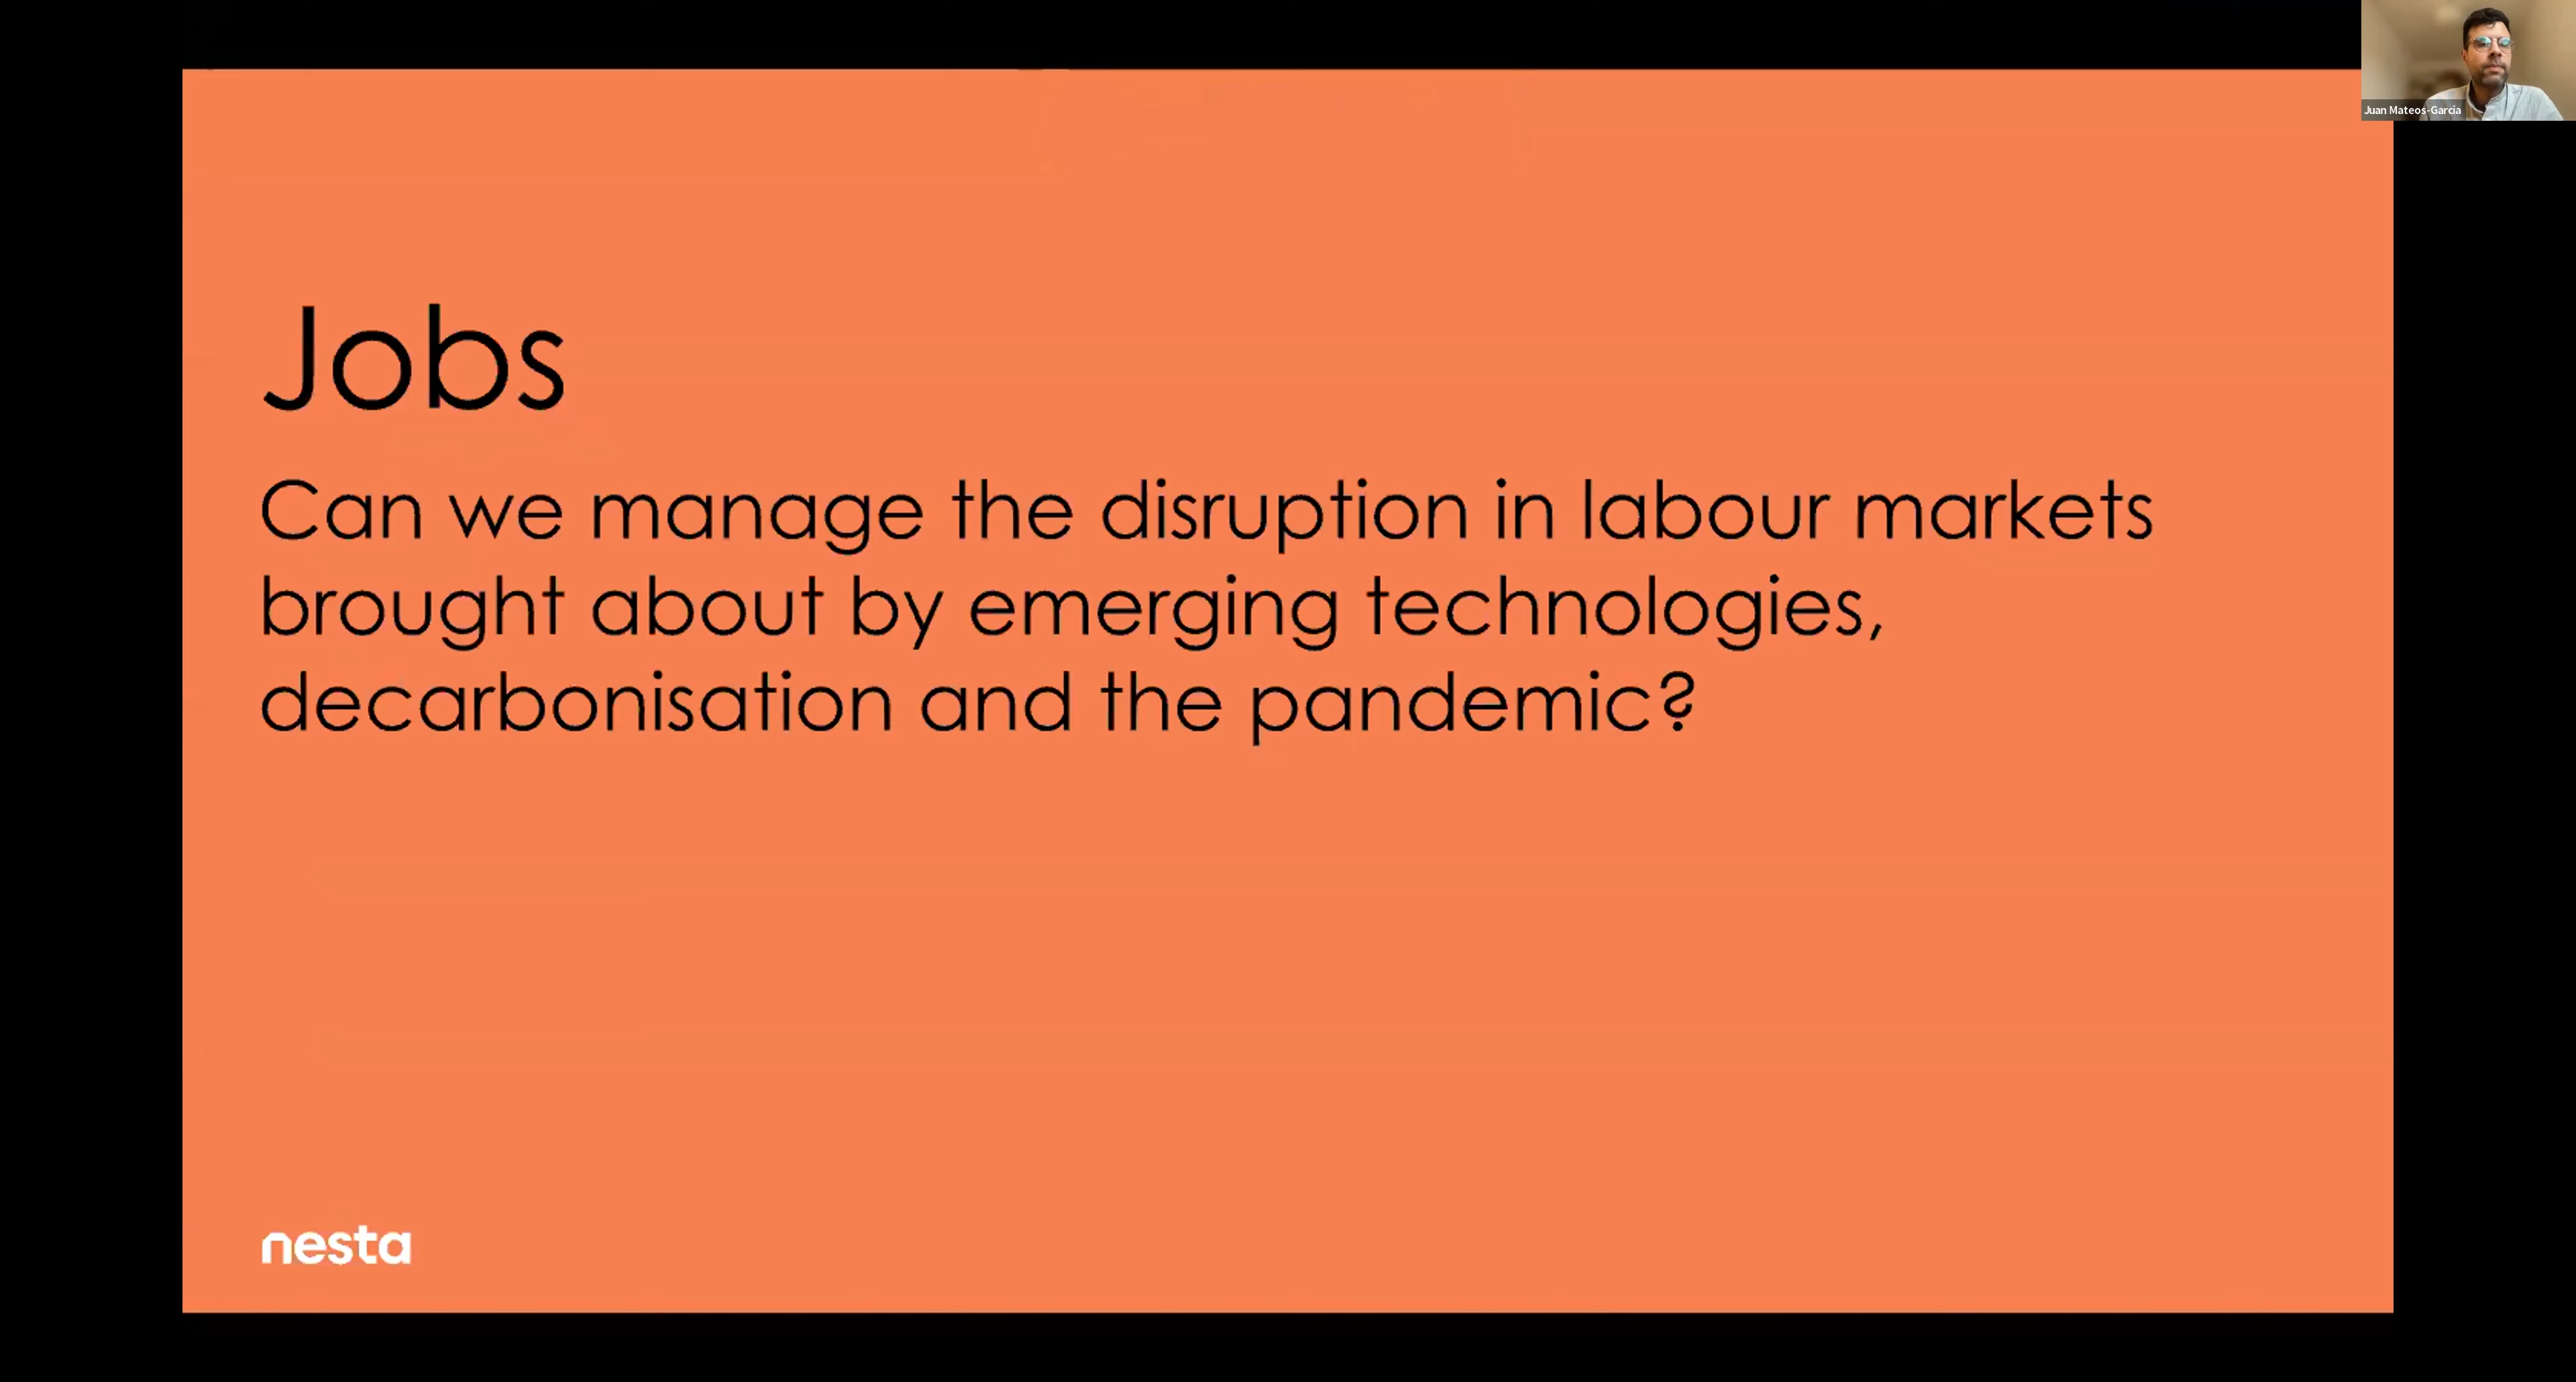 Juan Mateos-Garcia
Jobs
Can we manage the disruption in labour markets
brought about by emerging technologies,
decarbonisation and the pandemic?
nesta